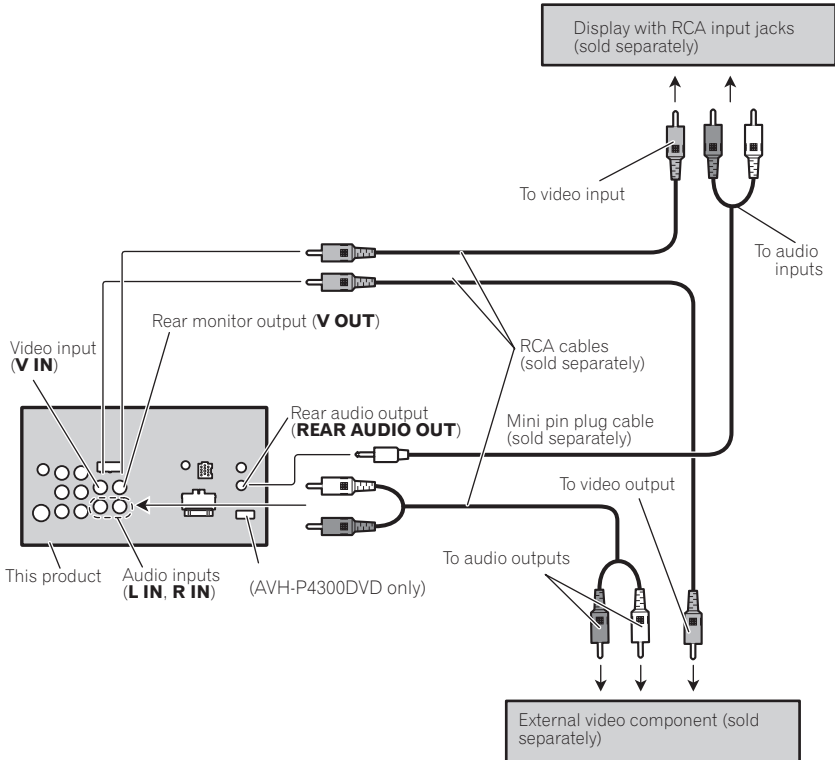 Display with RCA input jacks
(sold separately)
To video input
To audio
inputs
Rear monitor output (V OUT)
Video input
(V IN)
RCA cables
(sold separately)
Rear audio output
(REAR AUDIO OUT)
Mini pin plug cable
(sold separately)
To video output
To audio outputs
This product
Audio inputs
(L IN, R IN)
(AVH-P4300DVD only)
External video component (sold
separately)